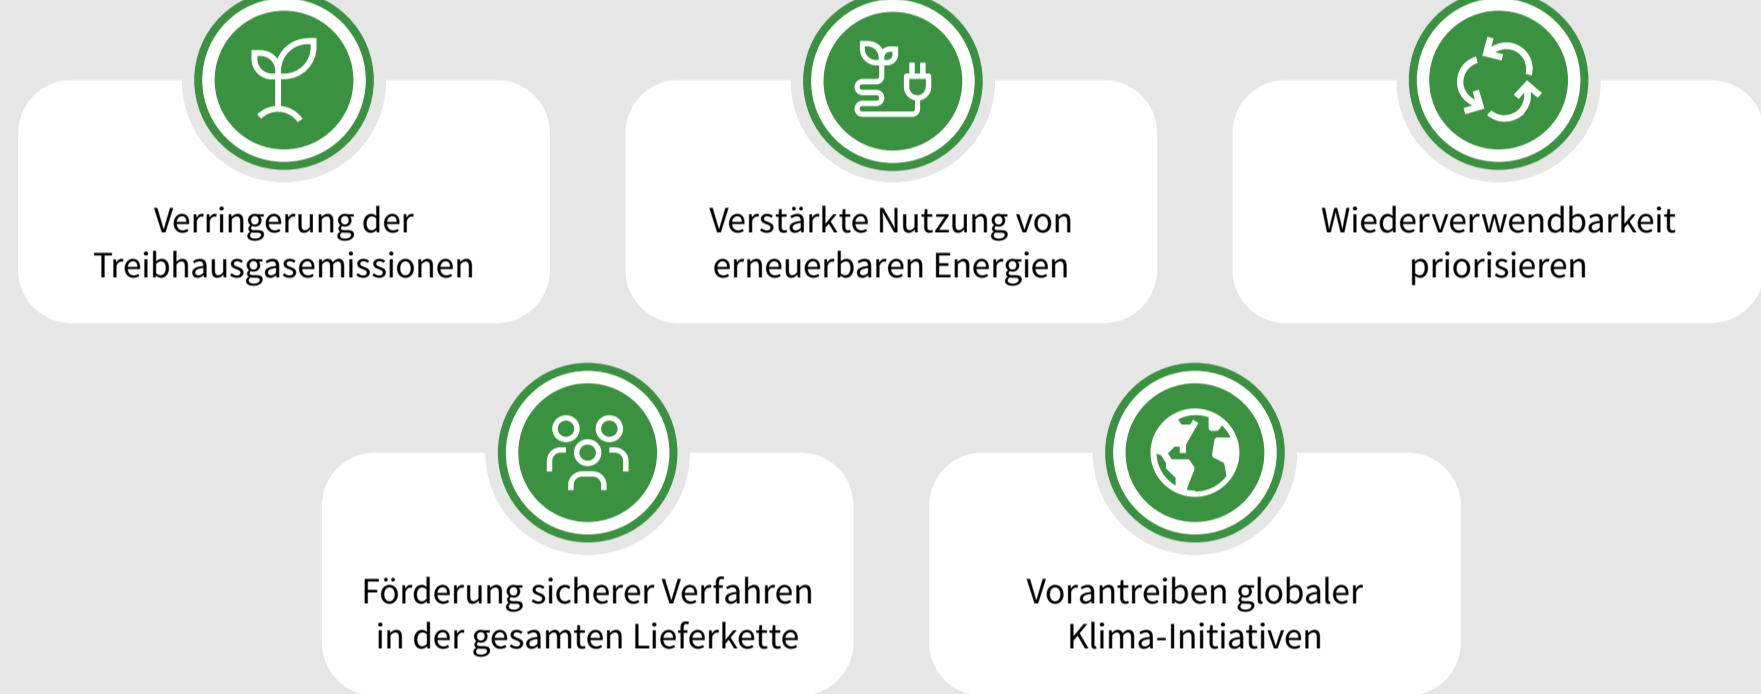 Verringerung der
Treibhausgasemissionen
Verstärkte Nutzung von
erneuerbaren Energien
Wiederverwendbarkeit
priorisieren
Förderung sicherer Verfahren
in der gesamten Lieferkette
Vorantreiben globaler
Klima-Initiativen